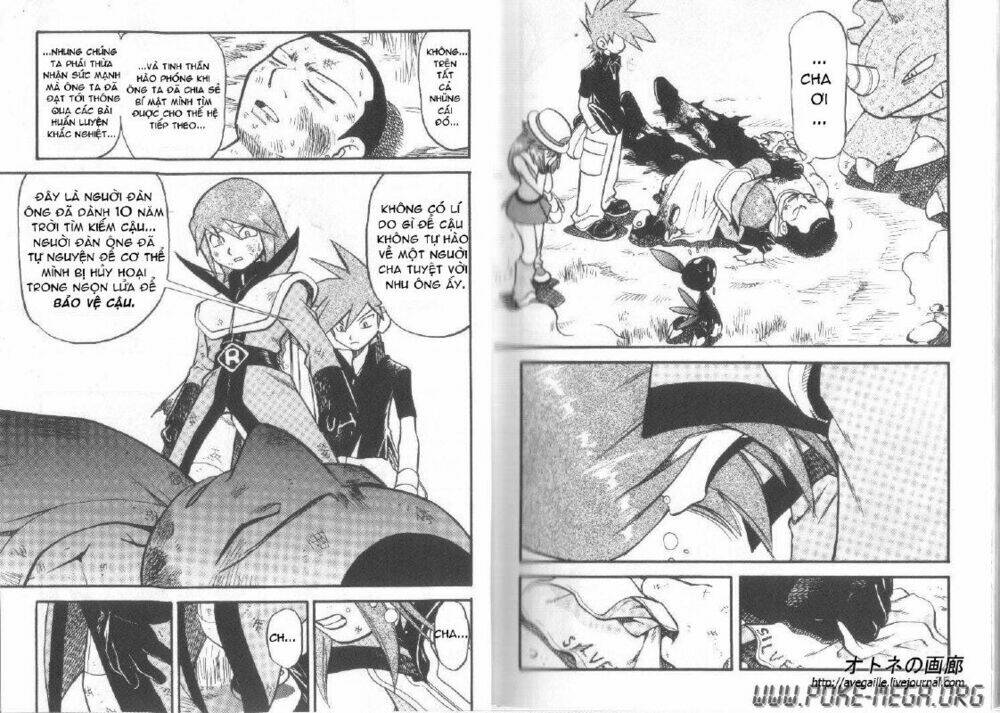 KHÔNG,
TRÊN
TẤT
CẢ
NHỮNG
CÁI
ĐÓ...
...VÀ TINH THẦN
HÀO PHÓNG KHI
ÔNG TA ĐÃ CHIA SẺ
BÍ MẬT MÌNH TÌM
ĐƯỢC CHO THẾ HỆ
TIẾP THEO...
...NHƯNG CHÚNG
TA PHẢI THỪA
NHẬN SỨC MẠNH
MÀ ÔNG TA ĐÃ
ĐẠT TỚI THÔNG
QUA CÁC BÀI
HUẤN LUYỆN
KHẮC NGHIỆT...
KHÔNG CÓ LÍ
DO GÌ ĐỂ CẬU
KHÔNG TỰ HÀO
VỀ MỘT NGƯỜI
CHA TUYỆT VỜI
NHƯ ÔNG ẤY.
ĐÂY LÀ NGƯỜI ĐÀN
ÔNG ĐÃ DÀNH 10 NĂM
TRỜI TÌM KIẾM CẬU...
NGƯỜI ĐÀN ÔNG ĐÃ
TỰ NGUYỆN ĐỂ CƠ THỂ
MÌNH BỊ HỦY HOẠI
TRONG NGỌN LỬA ĐỂ
BẢO VỆ CẬU.
R
CHA...
CH...
...
CHA
ƠI
...
SILVE
SILVE
オトネの画廊
http://avegaille.livejournal.com
WWW.POKE-MEGA.ORG